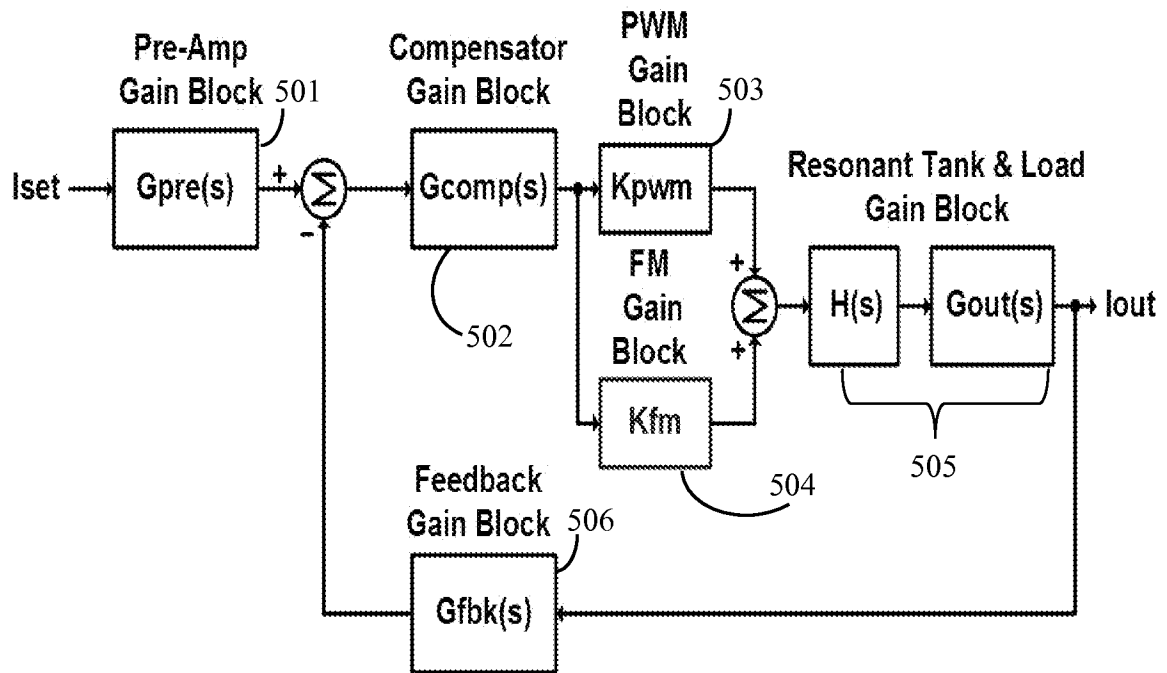 Pre-Amp
Gain Block
501
Compensator
Gain Block
PWM
Gain
Block
503
Resonant Tank & Load
Gain Block
Iset
Gpre(s)
+
Σ
-
Gcomp(s)
Kpwm
502
FM
Gain
Block
+
Σ
+
H(s)
Gout(s)
Iout
Kfm
504
505
Feedback
Gain Block
506
Gfbk(s)